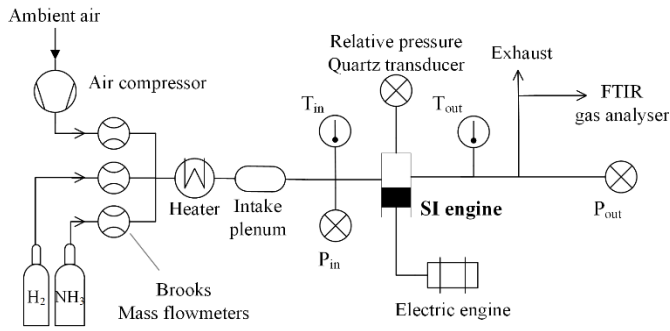 Ambient air
Air compressor
Relative pressure
Quartz transducer
Exhaust
FTIR
gas analyser
Tin
Tout
Heater
Intake
plenum
Pin
SI engine
Pout
H2
NH3
Brooks
Mass flowmeters
Electric engine